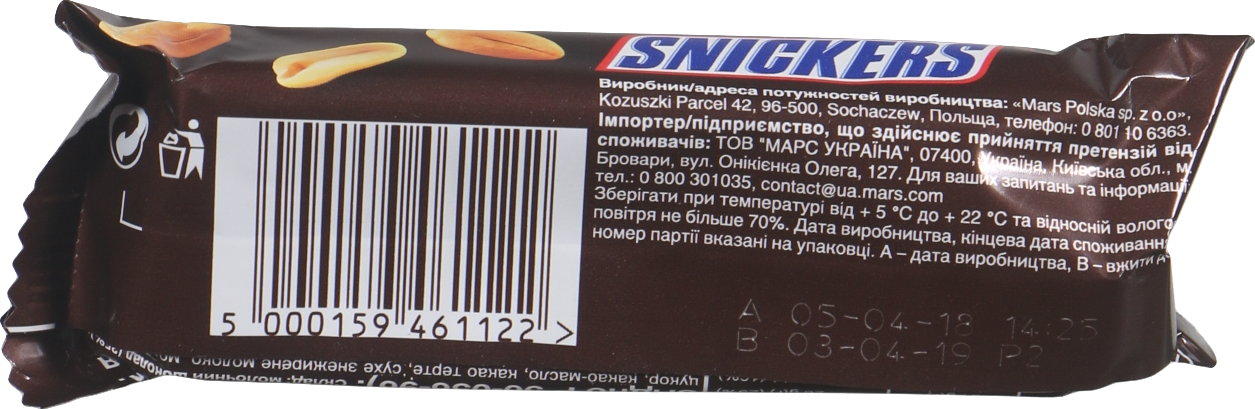 SNICKERS
Виробник/адреса потужностей виробництва: «Mars Polska sp. z o.o»,
Kozuszki Parcel 42, 96-500, Sochaczew, Польща, телефон: 0 801 10 6363.
Імпортер/підприємство, що здійснює прийняття претензій від
споживачів: ТОВ "МАРС УКРАЇНА", 07400, Україна, Київська обл., м.
Бровари, вул. Онікієнка Олега, 127. Для ваших запитань та інформації
тел.: 0 800 301035, contact@ua.mars.com
Зберігати при температурі від + 5 °C до + 22 °C та відносній волого
повітря не більше 70%. Дата виробництва, кінцева дата споживання
номер партії вказані на упаковці. А – дата виробництва, В – вжити д
5 000159 461122 >
A 05-04-18 14:25
B 03-04-19 P2
цукор, какао-масло, какао терте, сухе знежирене молоко